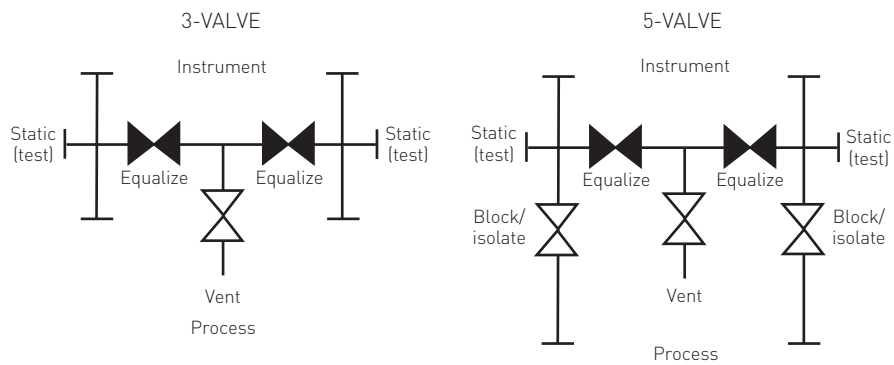 3-VALVE
Instrument
Static
(test)
Static
(test)
Equalize
Equalize
Vent
Process
5-VALVE
Instrument
Static
(test)
Static
(test)
Equalize
Equalize
Block/
isolate
Block/
isolate
Vent
Process